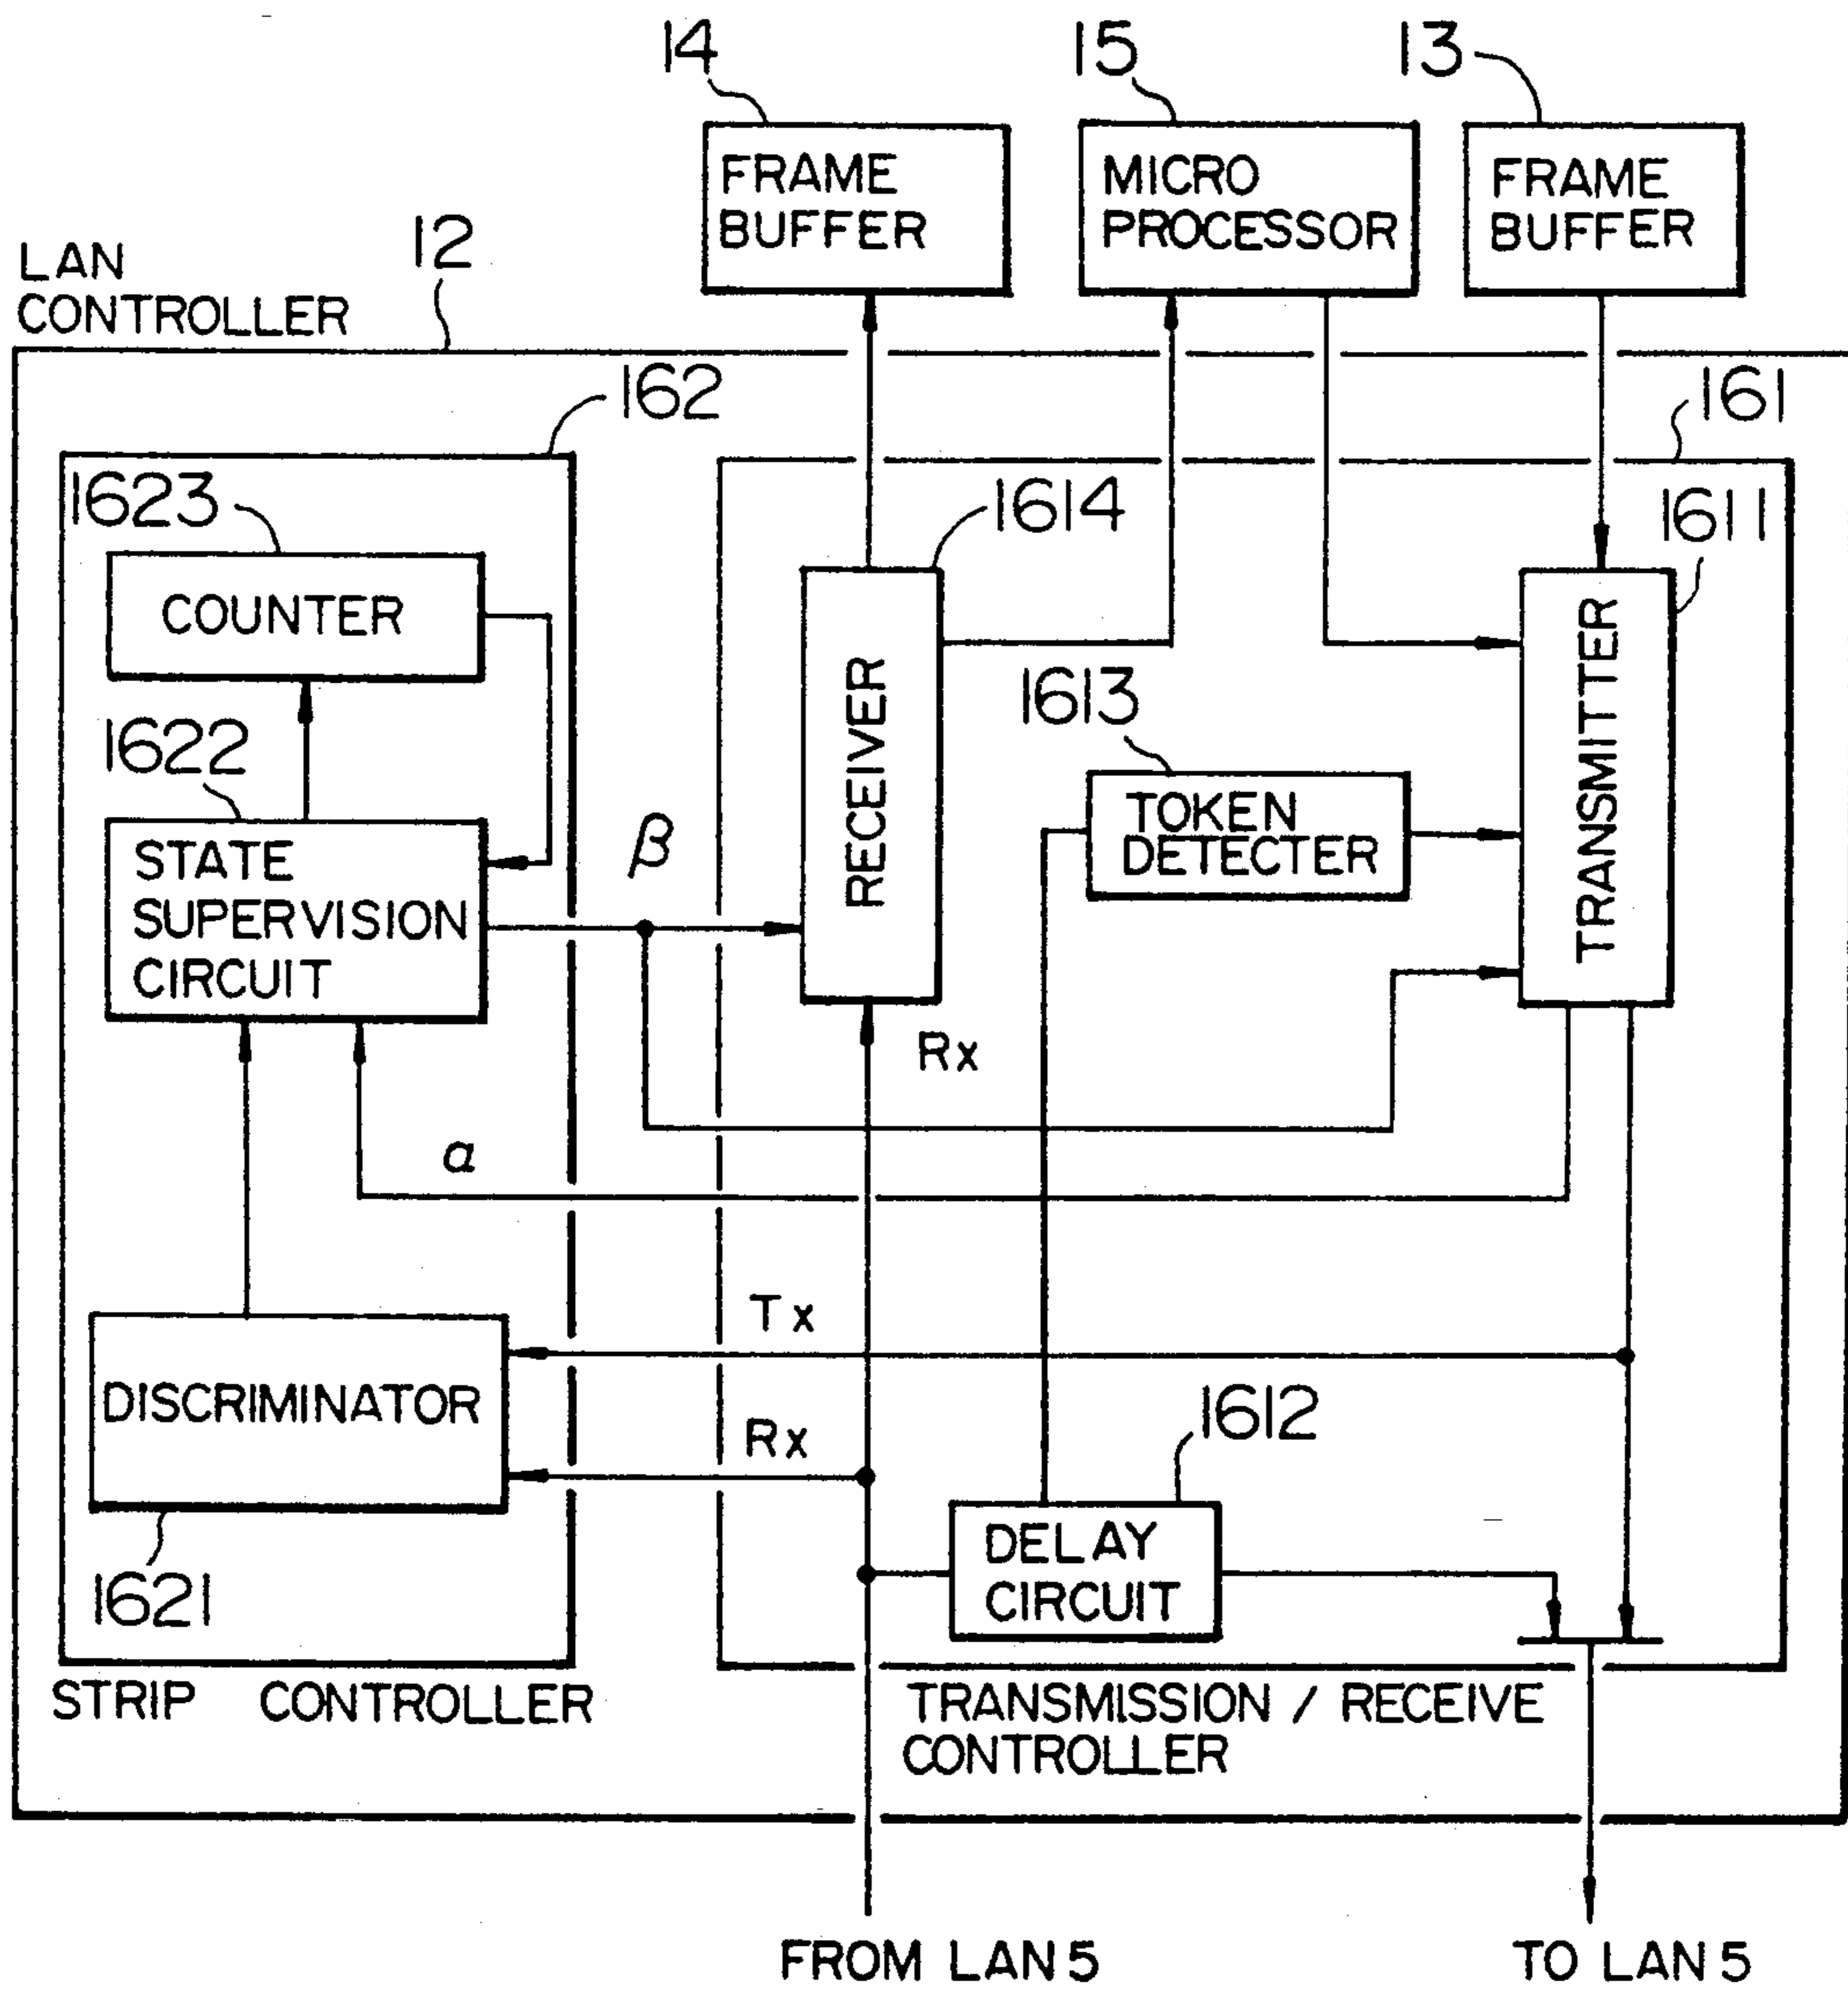 14
15
13
FRAME
BUFFER
MICRO
PROCESSOR
FRAME
BUFFER
LAN
CONTROLLER
12
162
161
1623
1614
1611
COUNTER
RECEIVER
TRANSMITTER
1613
1622
TOKEN
DETECTER
STATE
SUPERVISION
CIRCUIT
β
Rx
α
Tx
DISCRIMINATOR
Rx
1612
DELAY
CIRCUIT
1621
STRIP CONTROLLER
TRANSMISSION / RECEIVE
CONTROLLER
FROM LAN 5
TO LAN 5